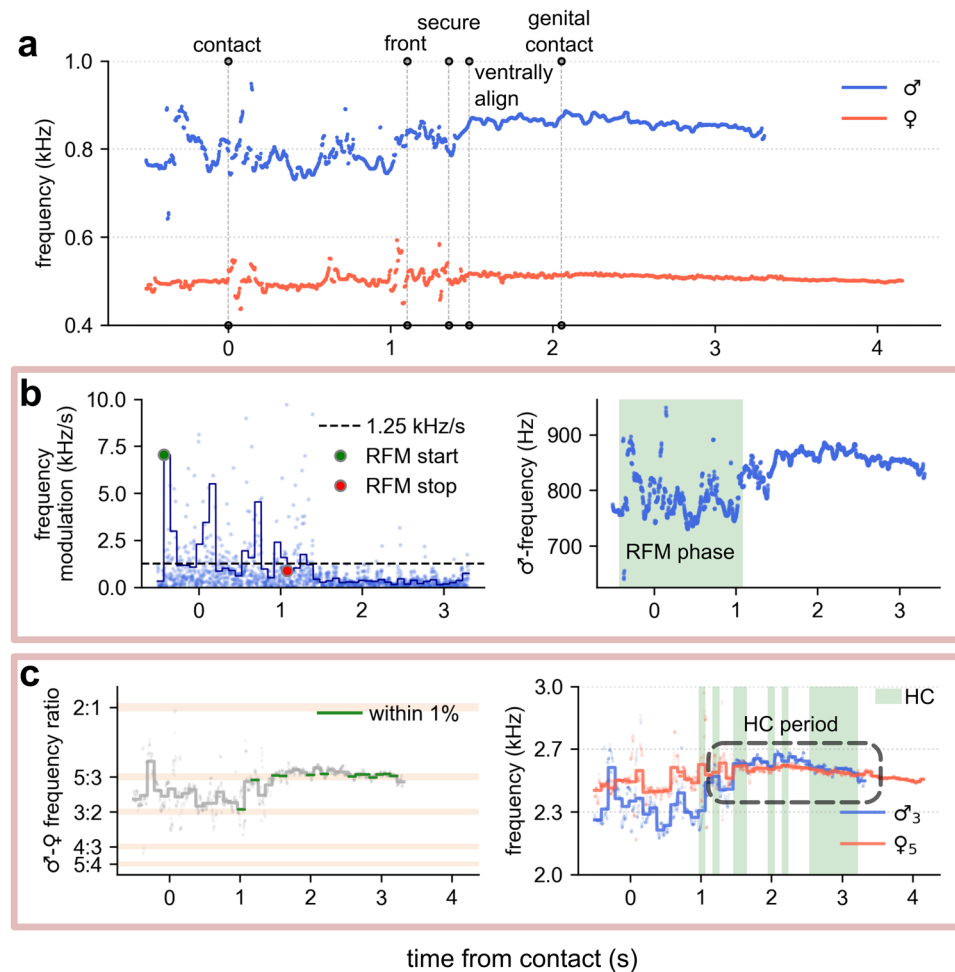 a
contact
front
secure
ventrally
align
genital
contact
♂
♀
frequency (kHz)
1.0
0.8
0.6
0.4
0 1 2 3 4
b
frequency
modulation (kHz/s)
10.0
7.5
5.0
2.5
0.0
1.25 kHz/s
RFM start
RFM stop
0 1 2 3
♂-frequency (Hz)
900
800
700
RFM phase
0 1 2 3
c
♂-♀ frequency ratio
2:1
5:3
3:2
4:3
5:4
within 1%
0 1 2 3 4
frequency (kHz)
3.0
2.7
2.3
2.0
HC
HC period
♂3
♀5
0 1 2 3 4
time from contact (s)